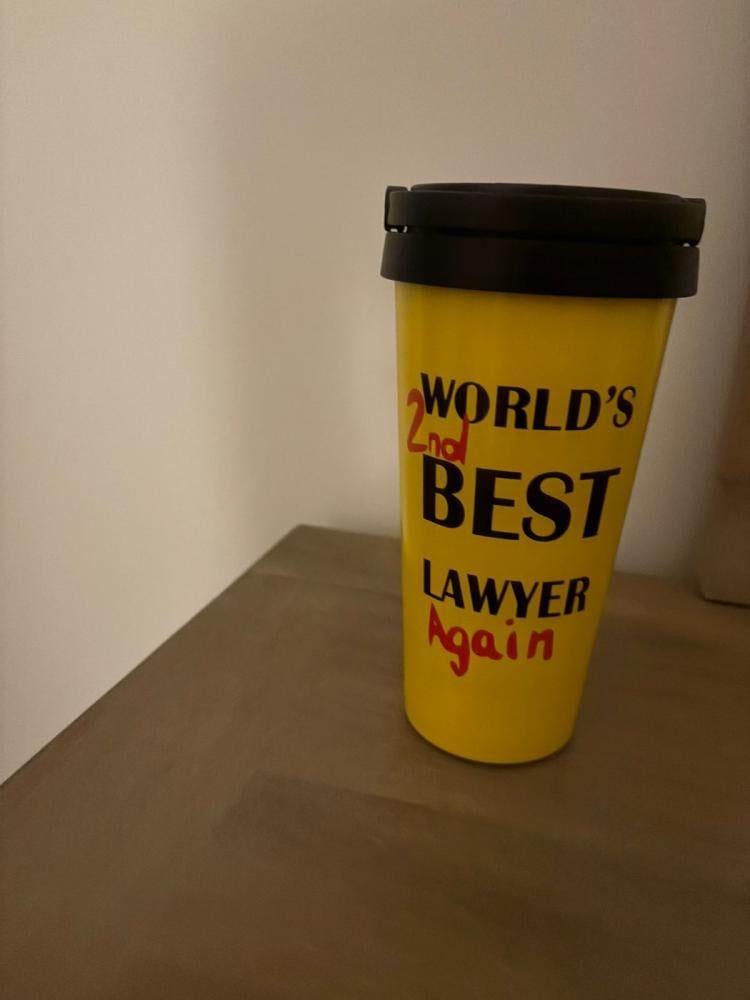 WORLD'S
2nd
BEST
LAWYER
Again